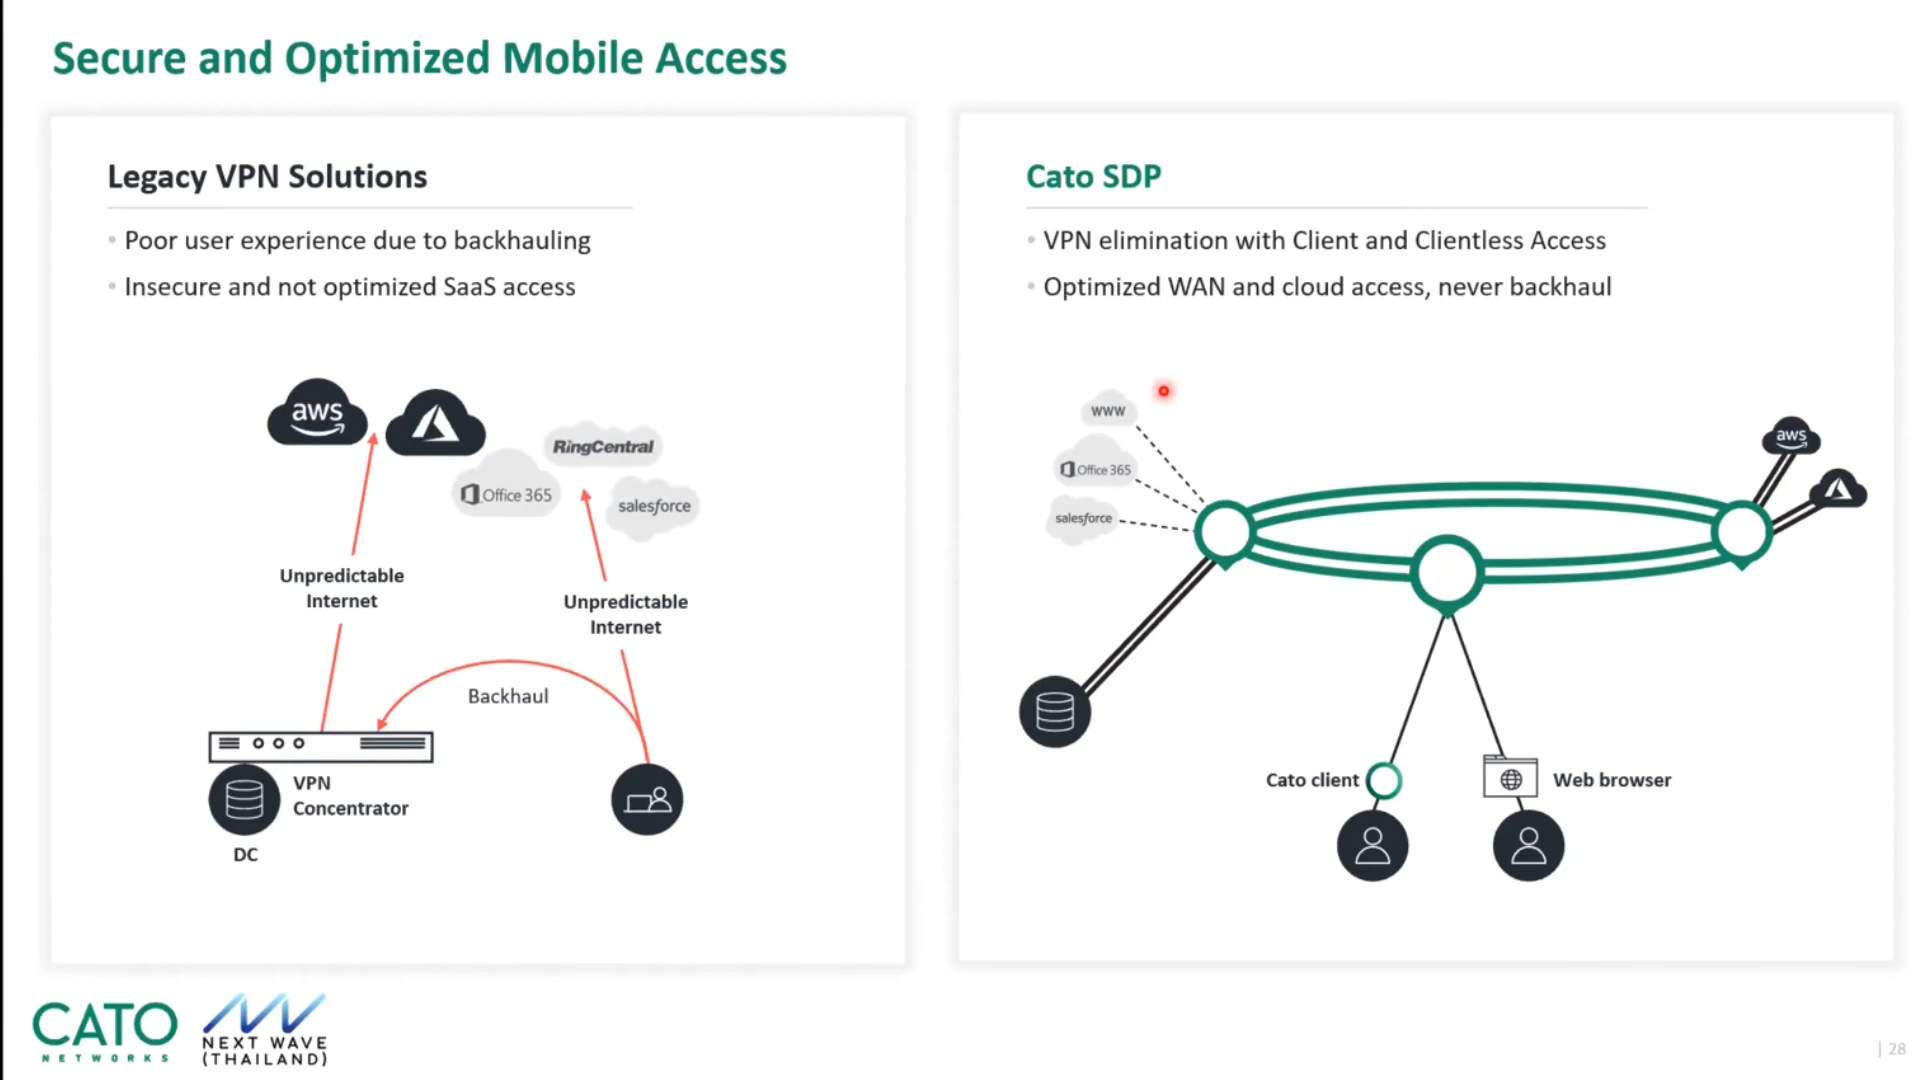 Secure and Optimized Mobile Access
Legacy VPN Solutions
• Poor user experience due to backhauling
• Insecure and not optimized SaaS access
aws
RingCentral
Office 365
salesforce
Unpredictable
Internet
Unpredictable
Internet
Backhaul
VPN
Concentrator
DC
Cato SDP
• VPN elimination with Client and Clientless Access
• Optimized WAN and cloud access, never backhaul
www
Office 365
salesforce
aws
Cato client
Web browser
CATO
NETWORKS
NEXT WAVE
(THAILAND)
| 28